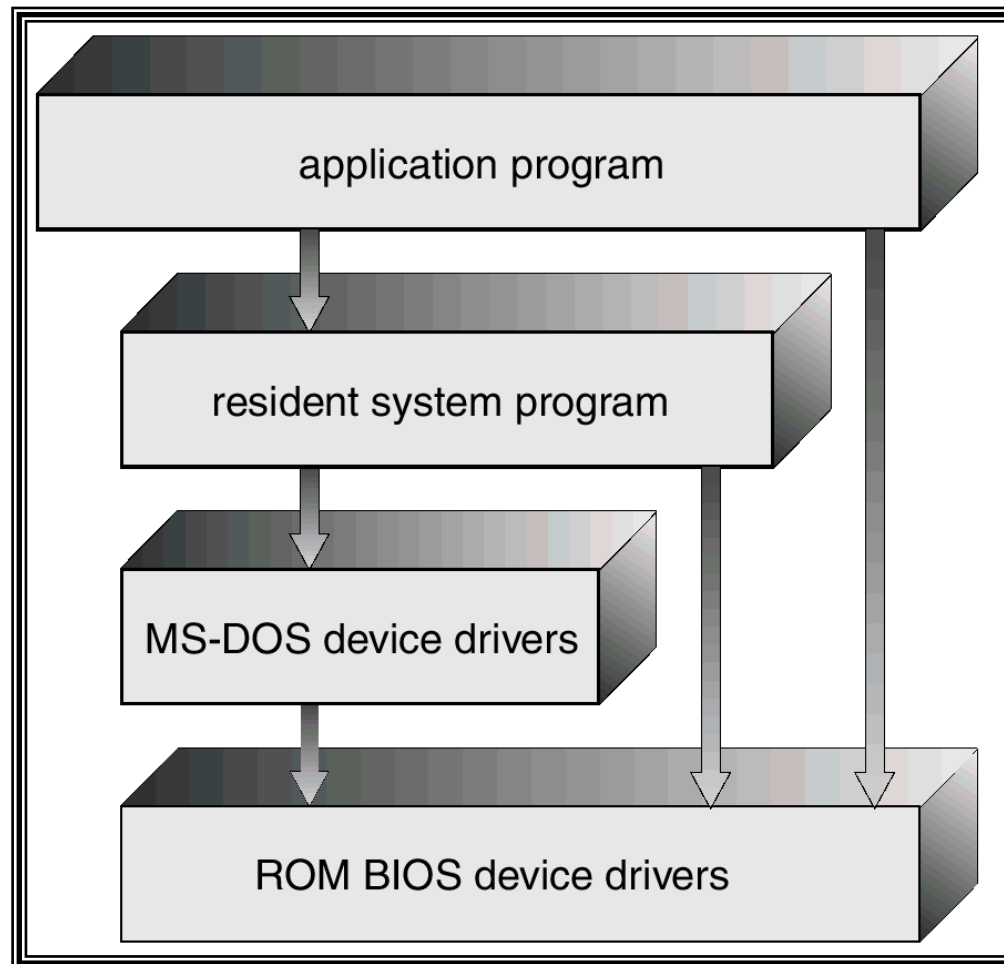 application program
resident system program
MS-DOS device drivers
ROM BIOS device drivers